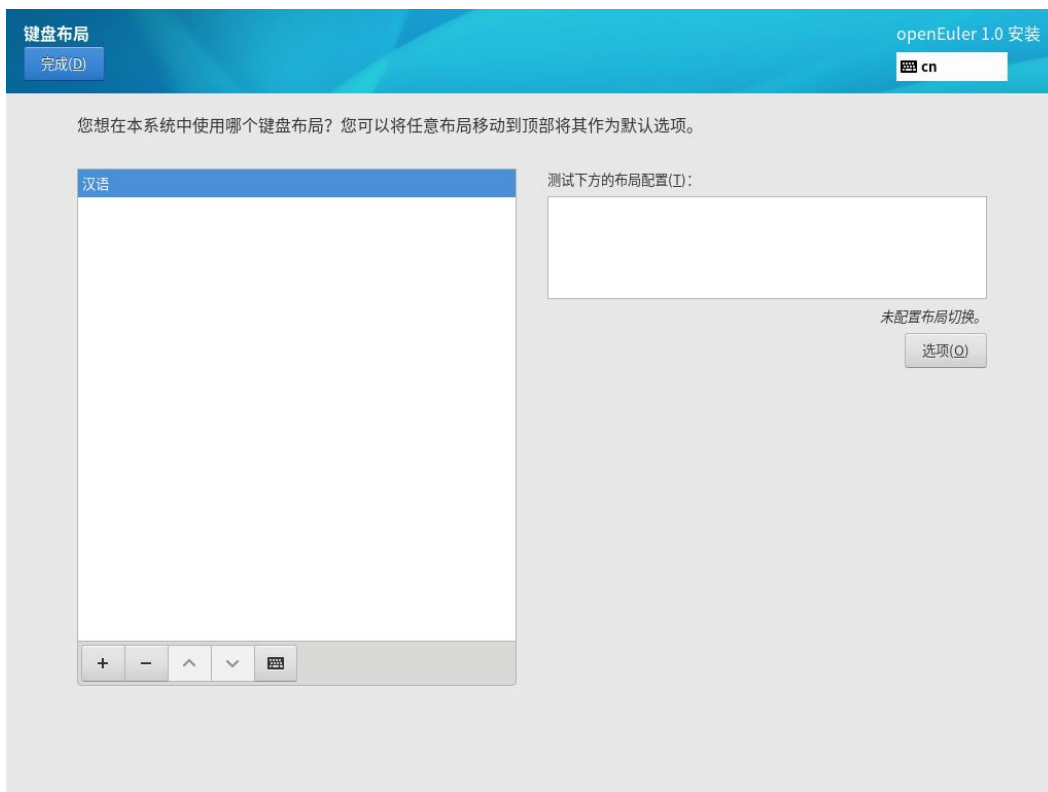 键盘布局
openEuler 1.0 安装
完成(D)
cn
您想在本系统中使用哪个键盘布局？您可以将任意布局移动到顶部将其作为默认选项。
汉语
测试下方的布局配置(T)：
未配置布局切换。
选项(O)